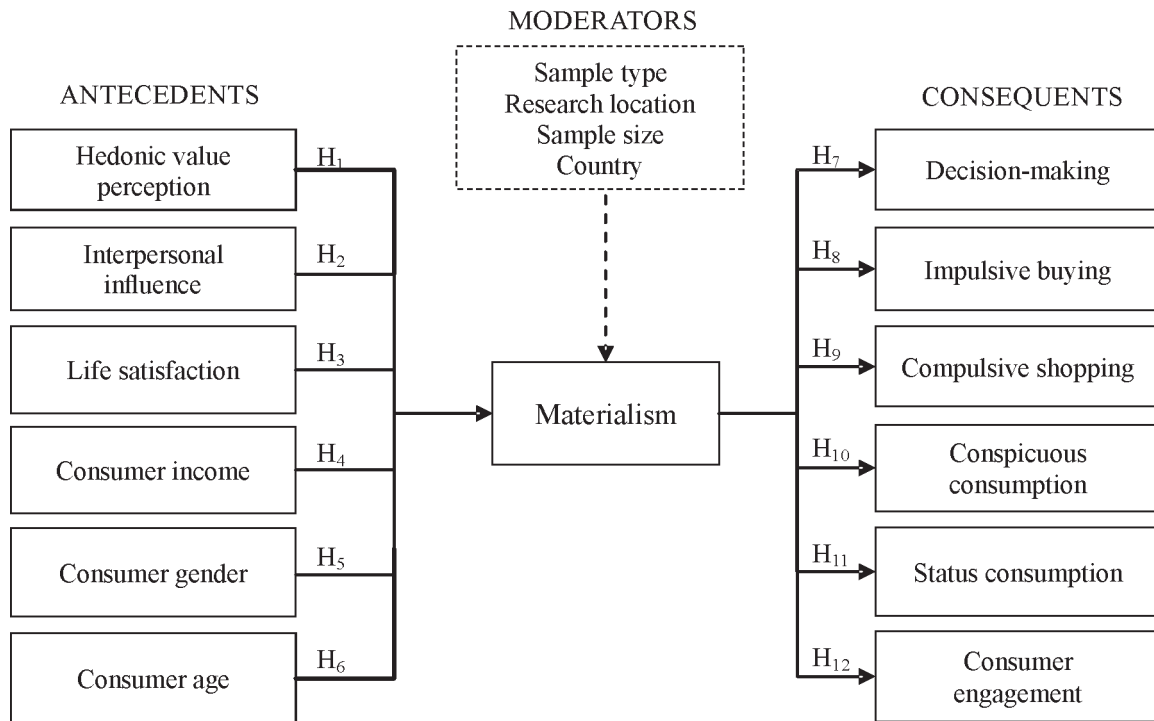 MODERATORS
Sample type
Research location
Sample size
Country
ANTECEDENTS
Hedonic value
perception
H₁
Interpersonal
influence
H₂
Life satisfaction
H₃
Consumer income
H₄
Consumer gender
H₅
Consumer age
H₆
Materialism
CONSEQUENTS
H₇
Decision-making
H₈
Impulsive buying
H₉
Compulsive shopping
H₁₀
Conspicuous
consumption
H₁₁
Status consumption
H₁₂
Consumer
engagement